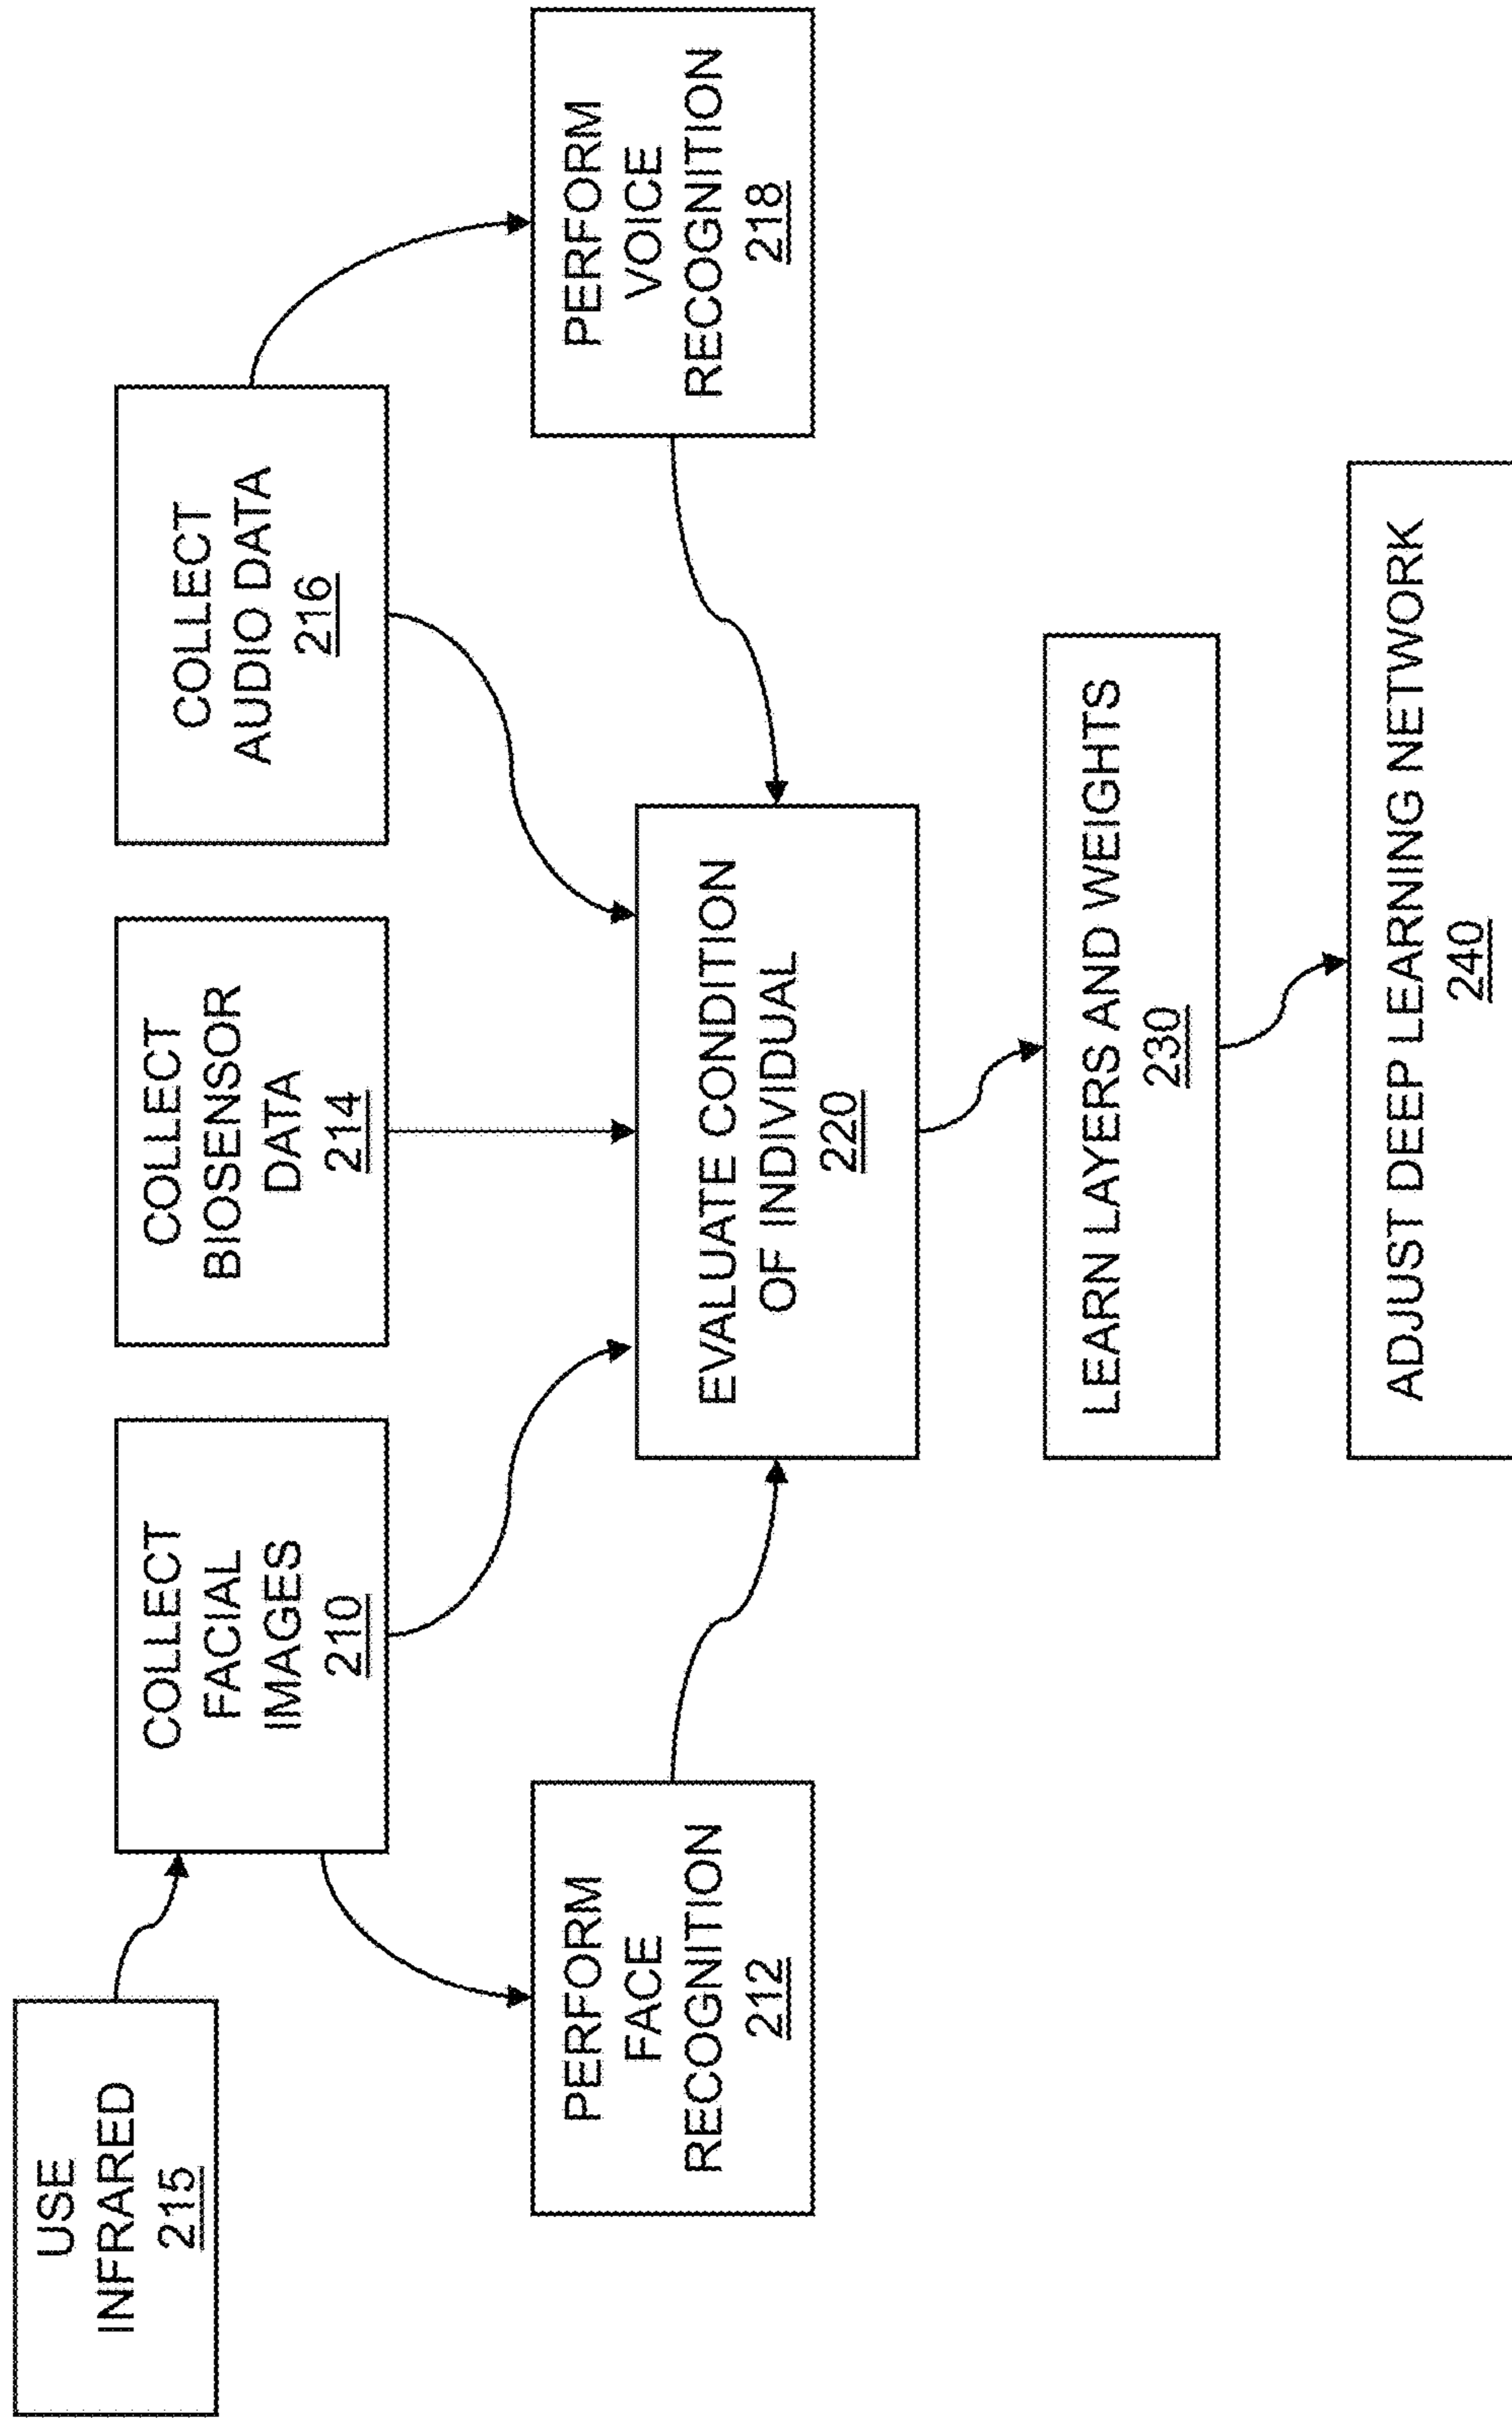 USE
INFRARED
215
COLLECT
FACIAL
IMAGES
210
COLLECT
BIOSENSOR
DATA
214
COLLECT
AUDIO DATA
216
PERFORM
FACE
RECOGNITION
212
PERFORM
VOICE
RECOGNITION
218
EVALUATE CONDITION
OF INDIVIDUAL
220
LEARN LAYERS AND WEIGHTS
230
ADJUST DEEP LEARNING NETWORK
240